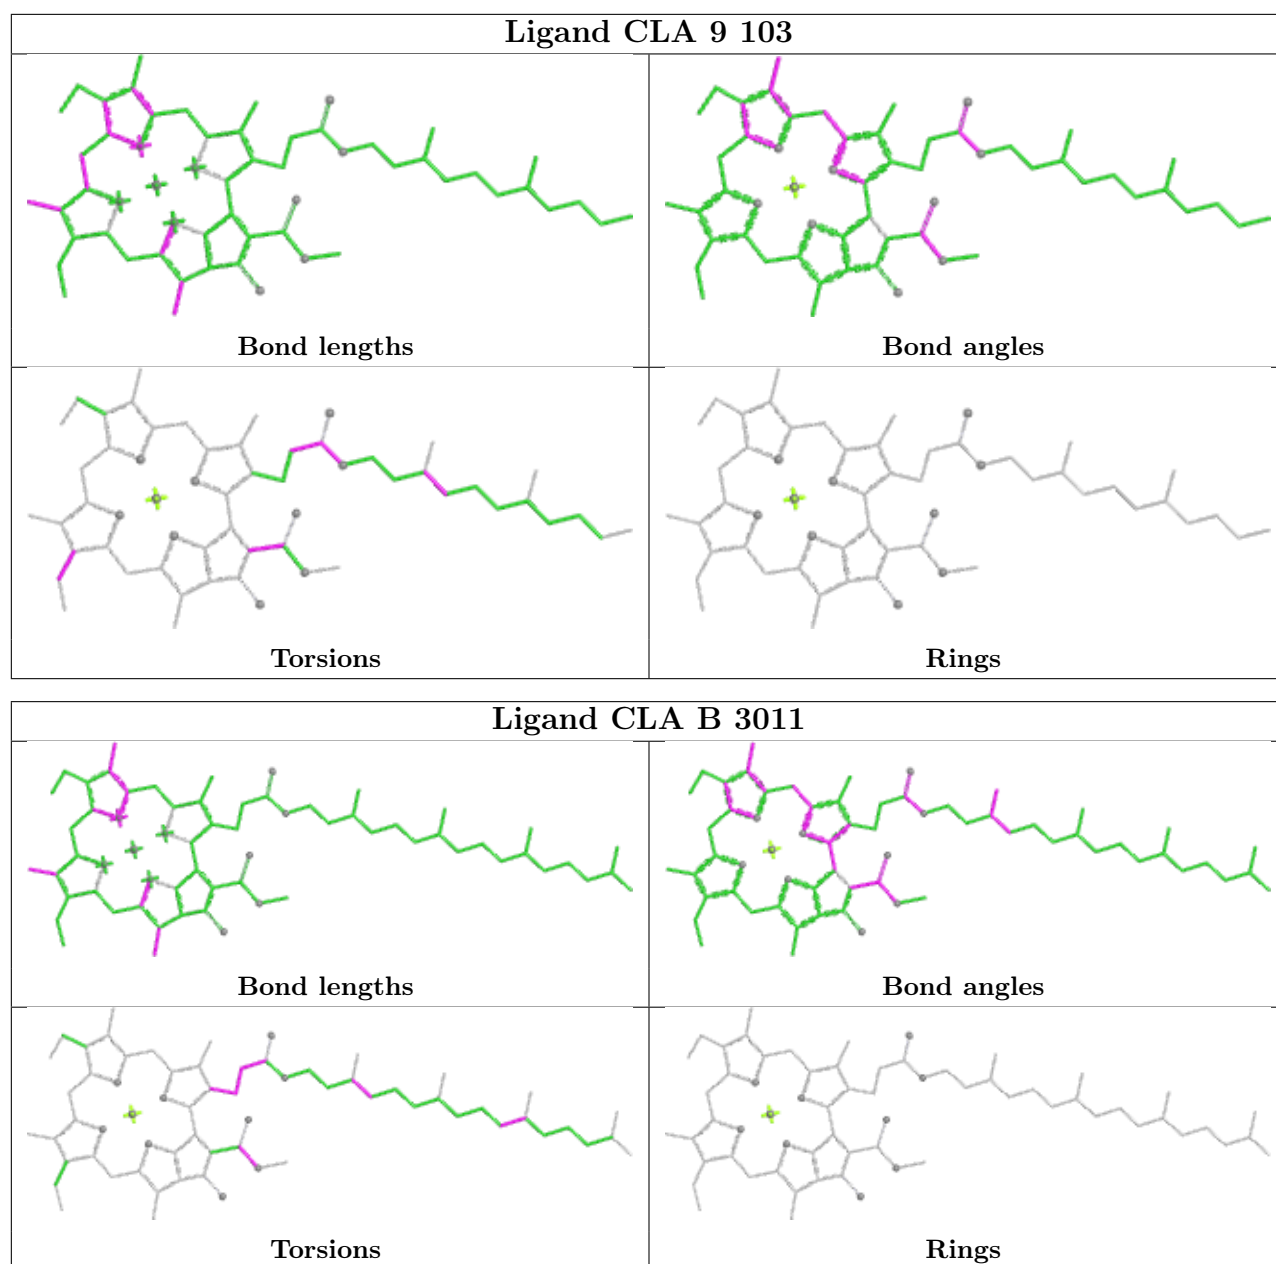 Ligand CLA 9 103
Bond lengths
Bond angles
Torsions
Rings
Ligand CLA B 3011
Bond lengths
Bond angles
Torsions
Rings